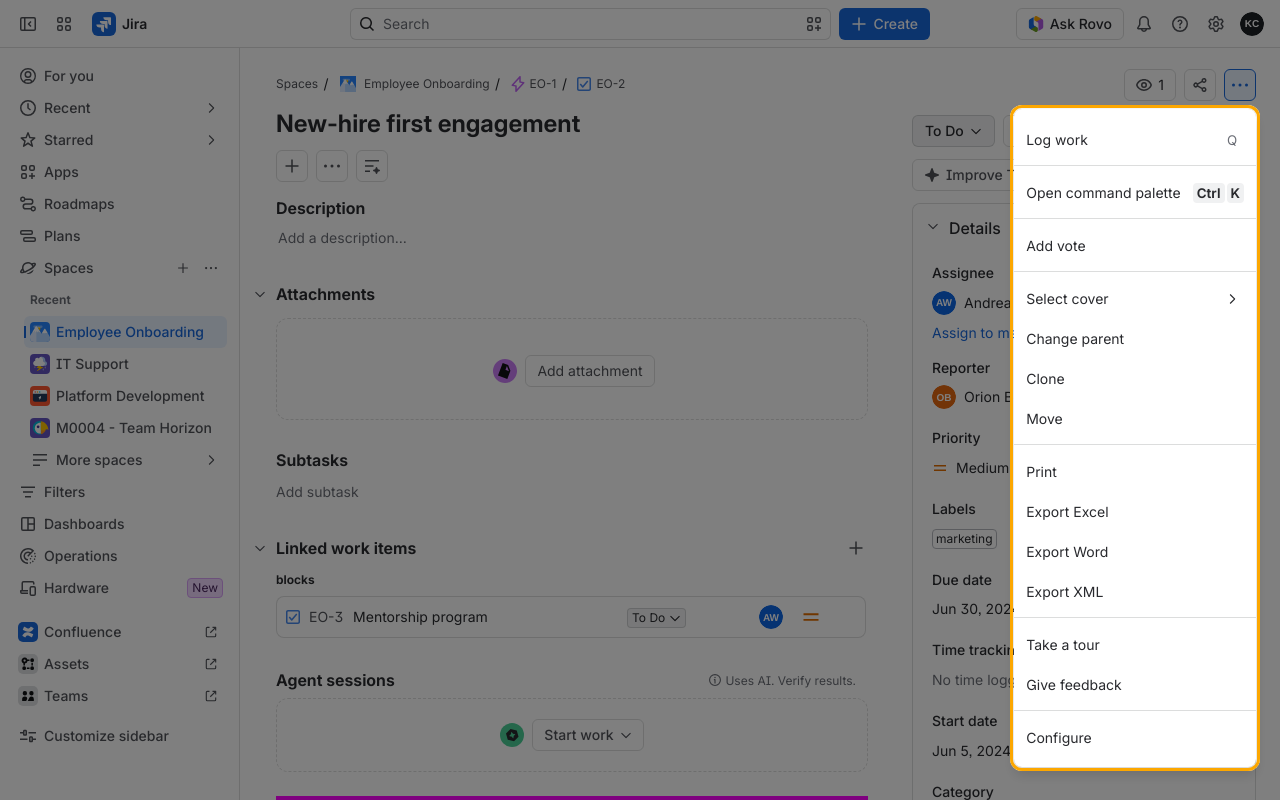 Jira
Search
Create
Ask Rovo
KC
For you
Recent
Starred
Apps
Roadmaps
Plans
Spaces
Recent
Employee Onboarding
IT Support
Platform Development
M0004 - Team Horizon
More spaces
Filters
Dashboards
Operations
Hardware
New
Confluence
Assets
Teams
Customize sidebar
Spaces / Employee Onboarding / EO-1 / EO-2
1
New-hire first engagement
Description
Add a description...
Attachments
Add attachment
Subtasks
Add subtask
Linked work items
blocks
EO-3 Mentorship program To Do AW
Agent sessions
Uses AI. Verify results.
Start work
To Do
Improve
Details
Assignee
AW Andrea
Assign to
Reporter
OB Orion
Priority
Medium
Labels
marketing
Due date
Jun 30,
Time
No time
Start date
Jun 5, 2024
Category
Log work Q
Open command palette Ctrl K
Add vote
Select cover
Change parent
Clone
Move
Print
Export Excel
Export Word
Export XML
Take a tour
Give feedback
Configure